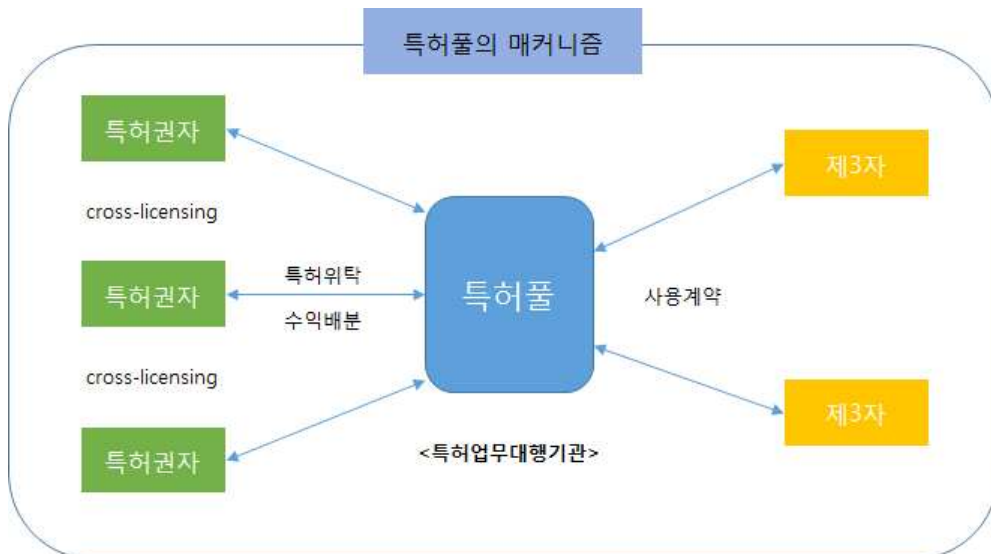 특허풀의 매커니즘
특허권자
cross-licensing
특허권자
cross-licensing
특허권자
특허위탁
수익배분
특허풀
<특허업무대행기관>
제3자
사용계약
제3자